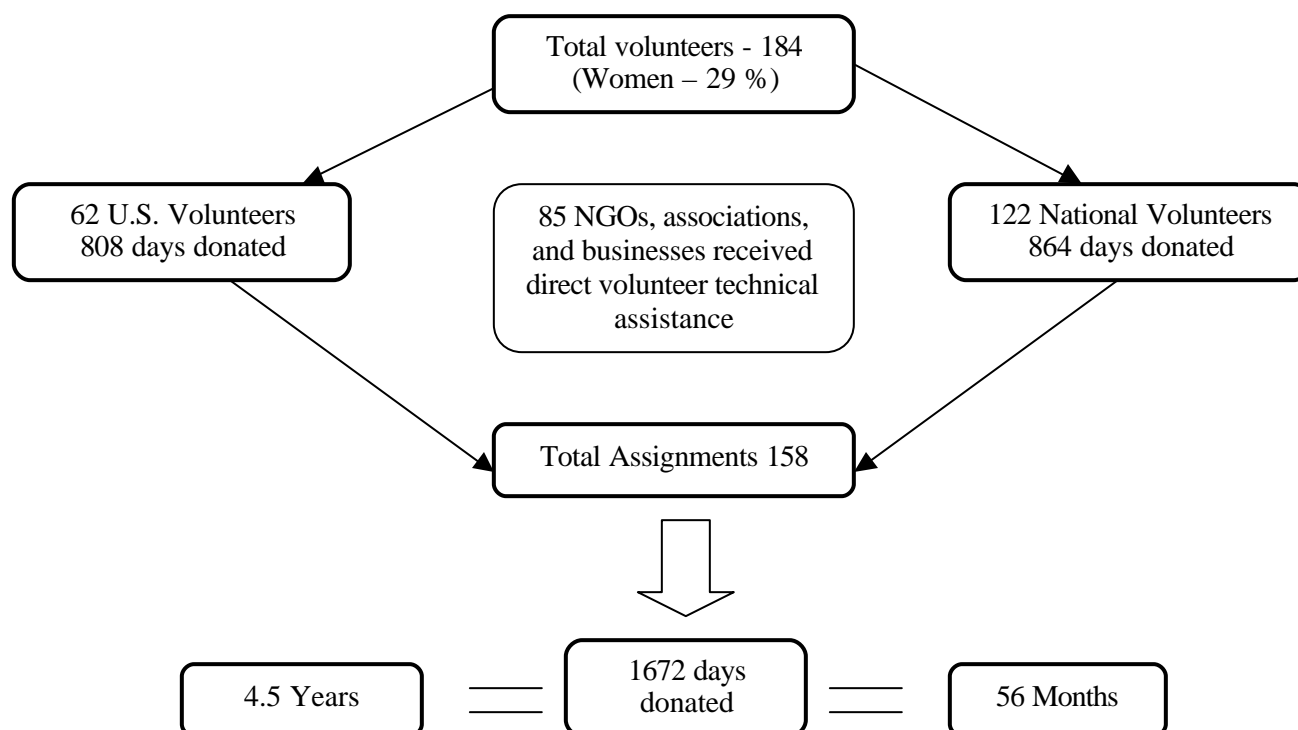 Total volunteers - 184
(Women – 29 %)
62 U.S. Volunteers
808 days donated
85 NGOs, associations,
and businesses received
direct volunteer technical
assistance
122 National Volunteers
864 days donated
Total Assignments 158
4.5 Years
1672 days
donated
56 Months